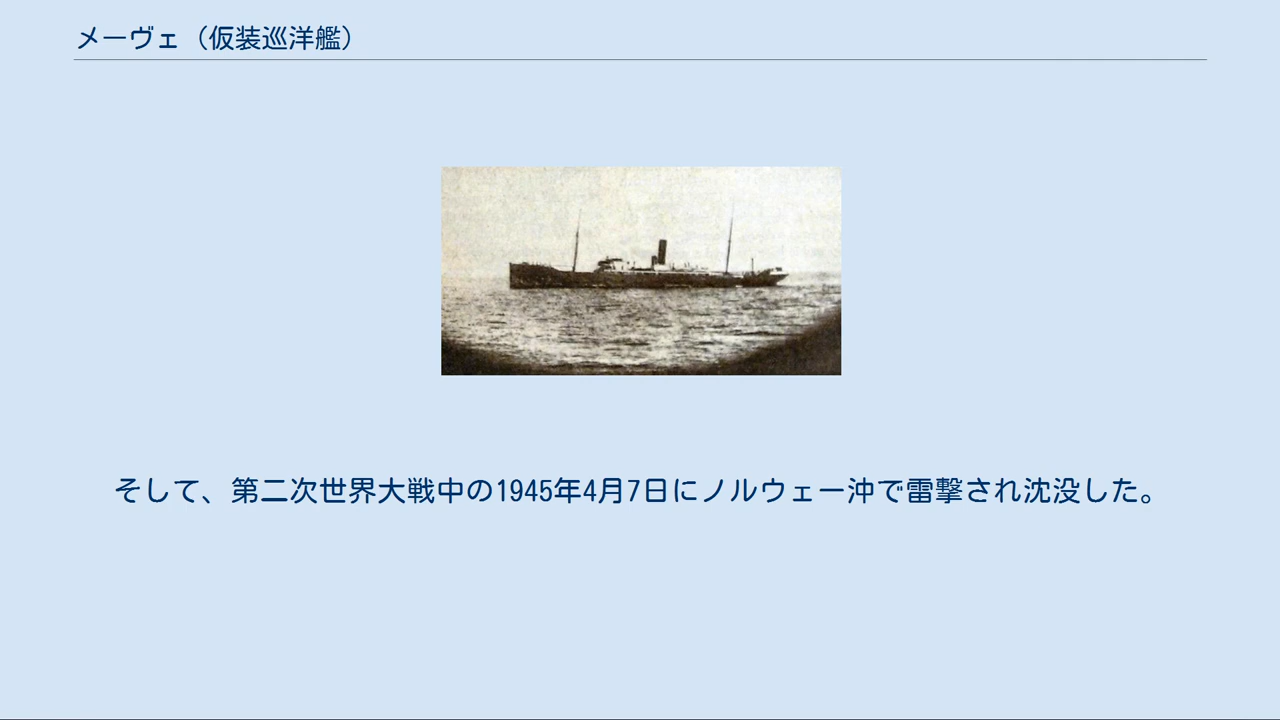 メーヴェ（仮装巡洋艦）
そして、第二次世界大戦中の1945年4月7日にノルウェー沖で雷撃され沈没した。